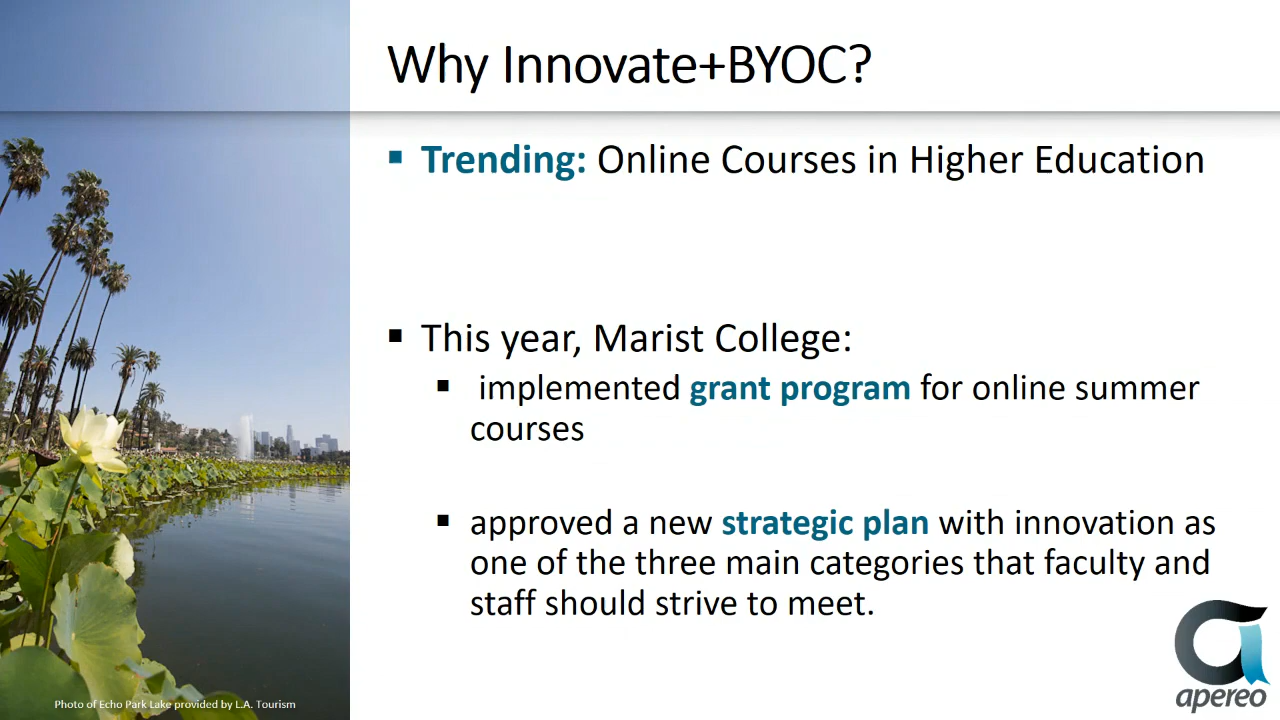 Why Innovate+BYOC?
Trending: Online Courses in Higher Education
This year, Marist College:
implemented grant program for online summer
courses
approved a new strategic plan with innovation as
one of the three main categories that faculty and
staff should strive to meet.
Photo of Echo Park Lake provided by L.A. Tourism
apereo